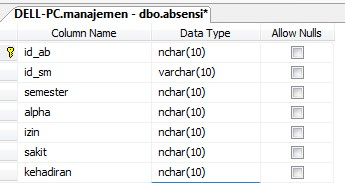 DELL-PC.manajemen - dbo.absensi*
Column Name Data Type Allow Nulls
id_ab nchar(10)
id_sm varchar(10)
semester nchar(10)
alpha nchar(10)
izin nchar(10)
sakit nchar(10)
kehadiran nchar(10)